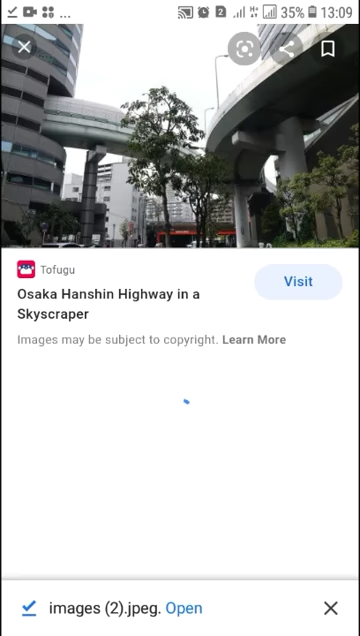 ... 2 35% 13:09
Tofugu
Osaka Hanshin Highway in a
Skyscraper
Visit
Images may be subject to copyright. Learn More
images (2).jpeg. Open